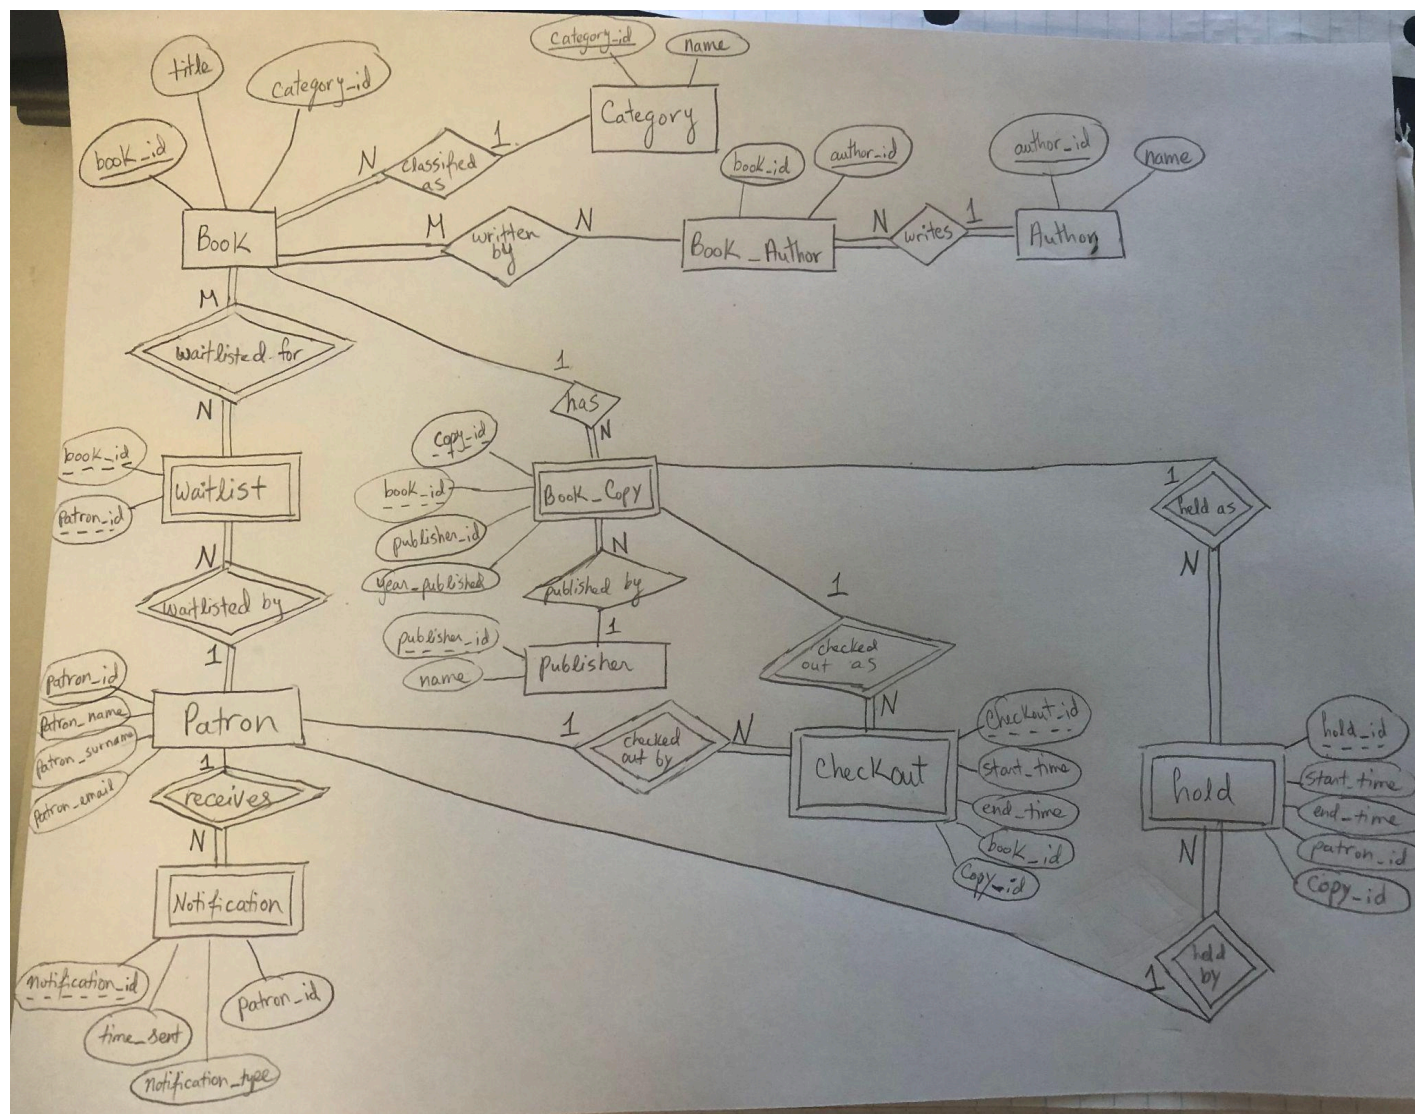 title
category_id
book_id
Book
N
classified
as
1
category_id
name
Category
M
written
by
N
book_id
author_id
Book_Author
N
writes
1
author_id
name
Author
M
waitlisted for
N
book_id
patron_id
Waitlist
N
waitlisted by
1
1
has
N
copy_id
book_id
publisher_id
year_published
Book_Copy
N
published by
1
publisher_id
name
publisher
1
held as
N
1
checked
out as
N
patron_id
Patron_name
Patron_surname
Patron_email
Patron
1
checked
out by
N
Checkout
checkout_id
start_time
end_time
book_id
Copy_id
hold
hold_id
start_time
end_time
patron_id
Copy_id
N
held
by
1
1
receives
N
Notification
notification_id
time_sent
notification_type
patron_id